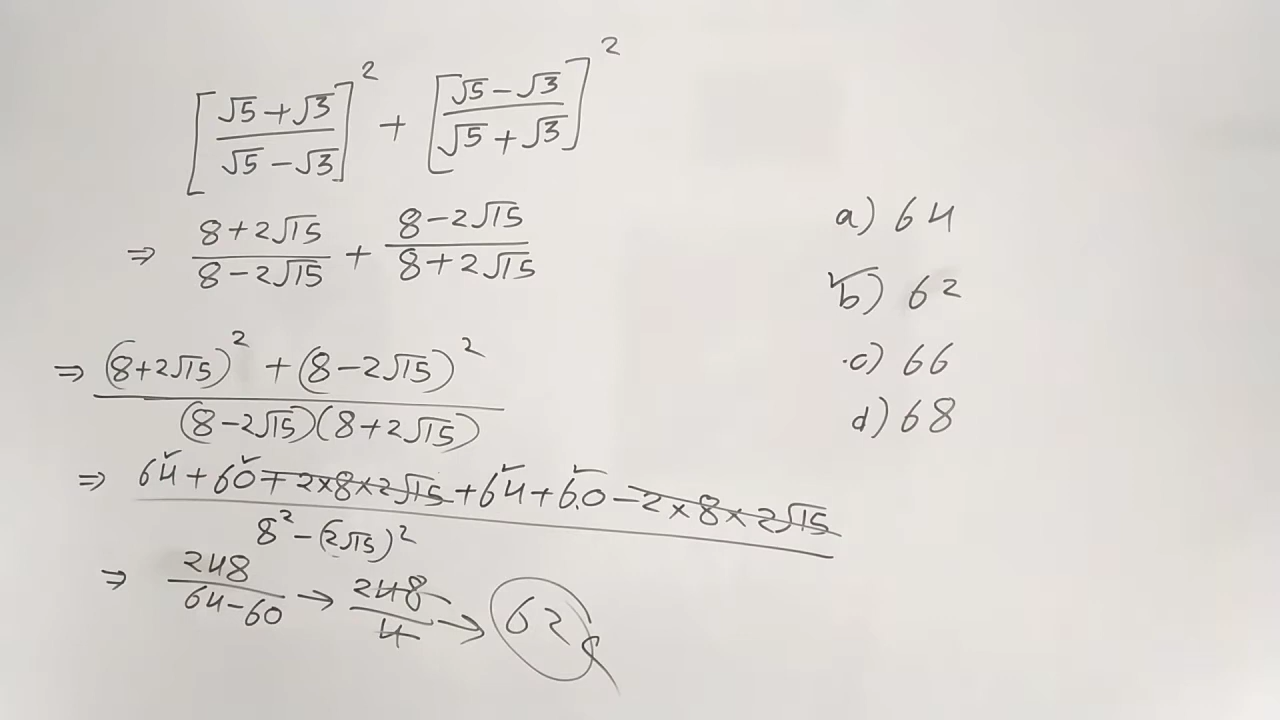 [(√5+√3)/(√5-√3)]² + [(√5-√3)/(√5+√3)]²
⇒ (8+2√15)/(8-2√15) + (8-2√15)/(8+2√15)
⇒ ((8+2√15)² + (8-2√15)²)/((8-2√15)(8+2√15))
⇒ (64+60+2×8×2√15+64+60-2×8×2√15)/(8²-(2√15)²)
⇒ 248/(64-60) → 248/4 → 62
a) 64
b) 62
c) 66
d) 68